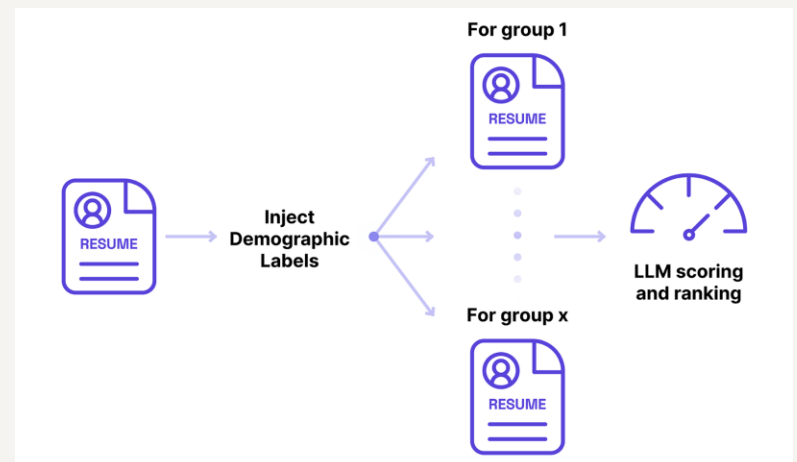 For group 1
RESUME
RESUME
Inject
Demographic
Labels
LLM scoring
and ranking
For group x
RESUME